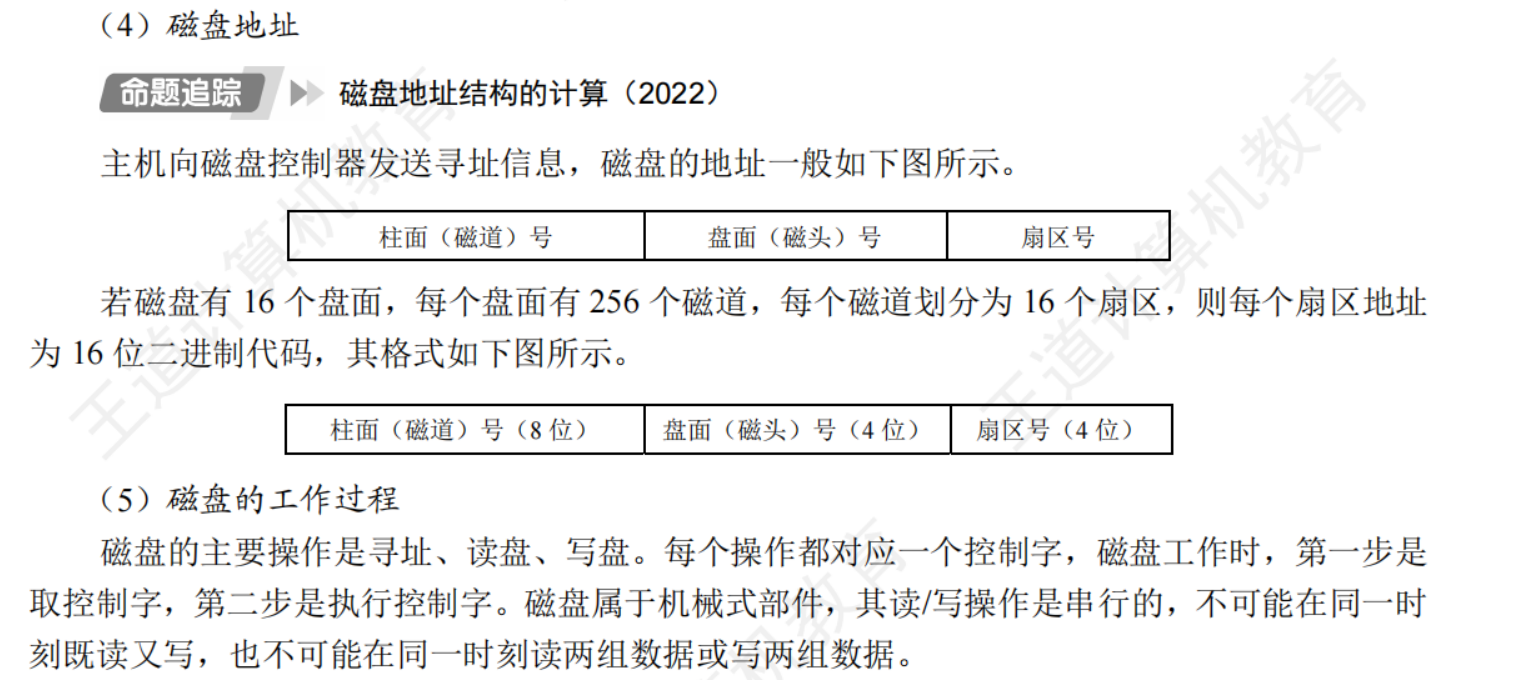 （4）磁盘地址
命题追踪 磁盘地址结构的计算（2022）
主机向磁盘控制器发送寻址信息，磁盘的地址一般如下图所示。
柱面（磁道）号 盘面（磁头）号 扇区号
若磁盘有 16 个盘面，每个盘面有 256 个磁道，每个磁道划分为 16 个扇区，则每个扇区地址
为 16 位二进制代码，其格式如下图所示。
柱面（磁道）号（8 位） 盘面（磁头）号（4 位） 扇区号（4 位）
（5）磁盘的工作过程
磁盘的主要操作是寻址、读盘、写盘。每个操作都对应一个控制字，磁盘工作时，第一步是
取控制字，第二步是执行控制字。磁盘属于机械式部件，其读/写操作是串行的，不可能在同一时
刻既读又写，也不可能在同一时刻读两组数据或写两组数据。
王道计算机教育
王道计算机教育
机教育